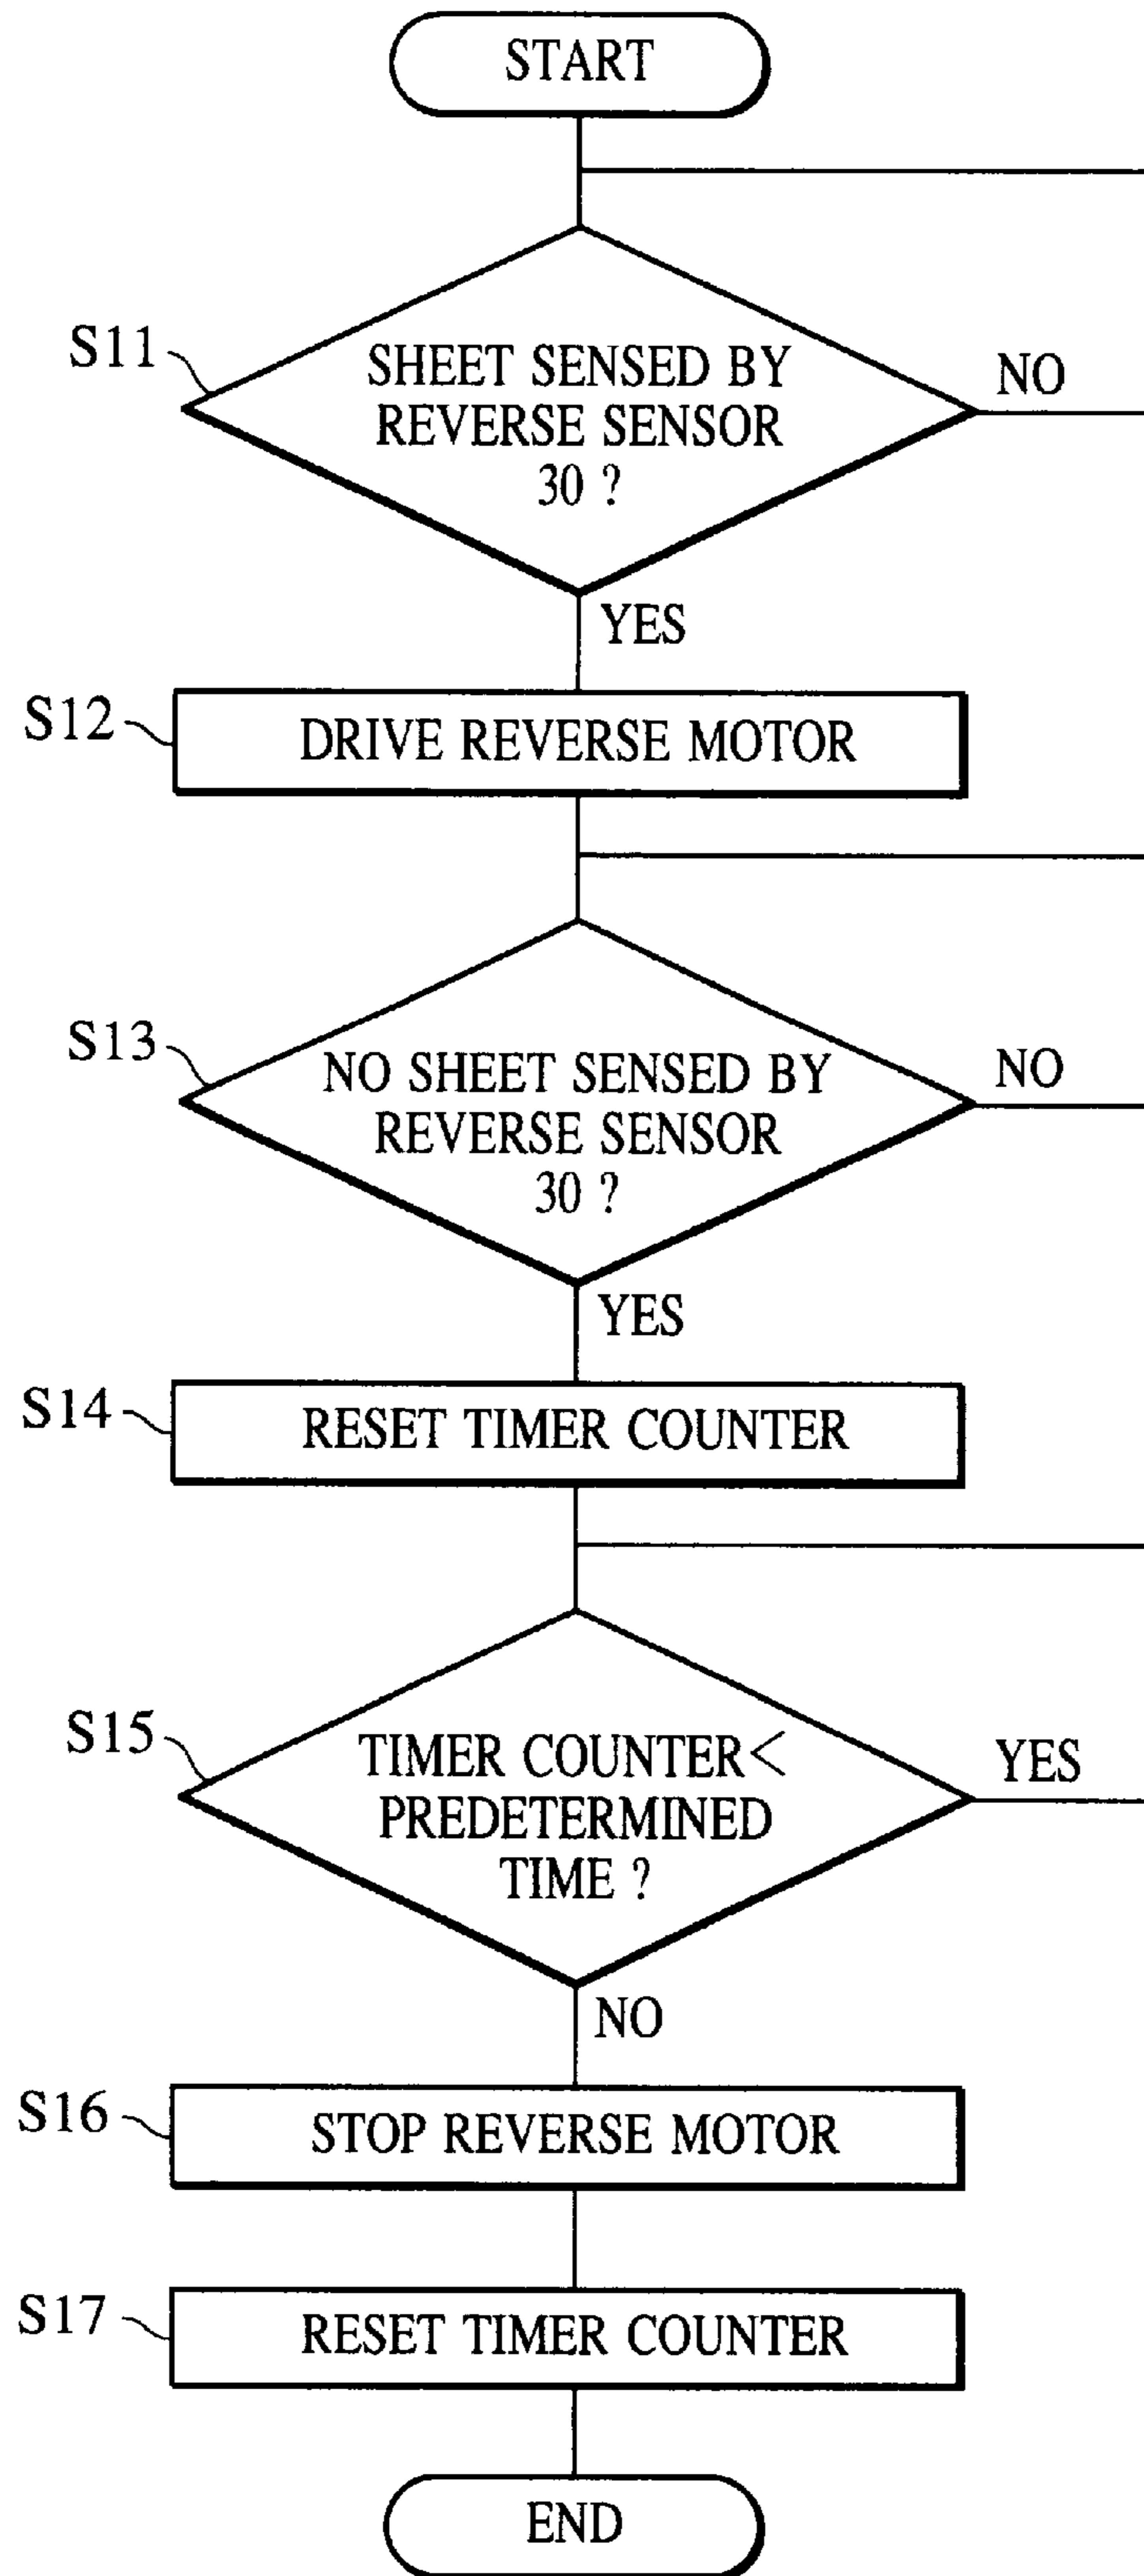 START
S11
SHEET SENSED BY
REVERSE SENSOR
30 ?
NO
YES
S12
DRIVE REVERSE MOTOR
S13
NO SHEET SENSED BY
REVERSE SENSOR
30 ?
NO
YES
S14
RESET TIMER COUNTER
S15
TIMER COUNTER<
PREDETERMINED
TIME ?
YES
NO
S16
STOP REVERSE MOTOR
S17
RESET TIMER COUNTER
END